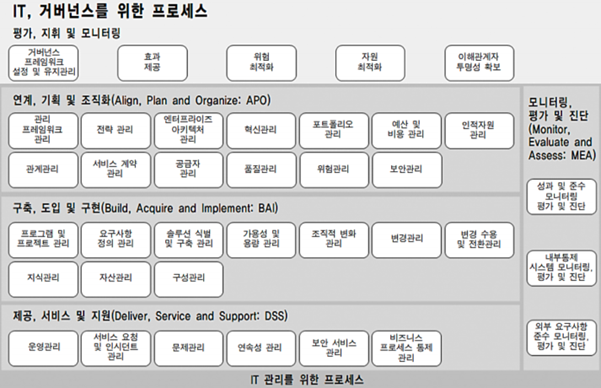 IT, 거버넌스를 위한 프로세스
평가, 지휘 및 모니터링
거버넌스
프레임워크
설정 및 유지관리
효과
제공
위험
최적화
자원
최적화
이해관계자
투명성 확보
연계, 기획 및 조직화(Align, Plan and Organize: APO)
관리
프레임워크
관리
전략 관리
엔터프라이즈
아키텍처
관리
혁신관리
포트폴리오
관리
예산 및
비용 관리
인적자원
관리
관계관리
서비스 계약
관리
공급자
관리
품질관리
위험관리
보안관리
구축, 도입 및 구현(Build, Acquire and Implement: BAI)
프로그램 및
프로젝트 관리
요구사항
정의 관리
솔루션 식별
및 구축 관리
가용성 및
용량 관리
조직적 변화
관리
변경관리
변경 수용
및 전환관리
지식관리
자산관리
구성관리
제공, 서비스 및 지원(Deliver, Service and Support: DSS)
운영관리
서비스 요청
및 인시던트
관리
문제관리
연속성 관리
보안 서비스
관리
비즈니스
프로세스 통제
관리
모니터링,
평가 및 진단
(Monitor,
Evaluate and
Assess: MEA)
성과 및 준수
모니터링
평가 및 진단
내부통제
시스템 모니터링,
평가 및 진단
외부 요구사항
준수 모니터링,
평가 및 진단
IT 관리를 위한 프로세스